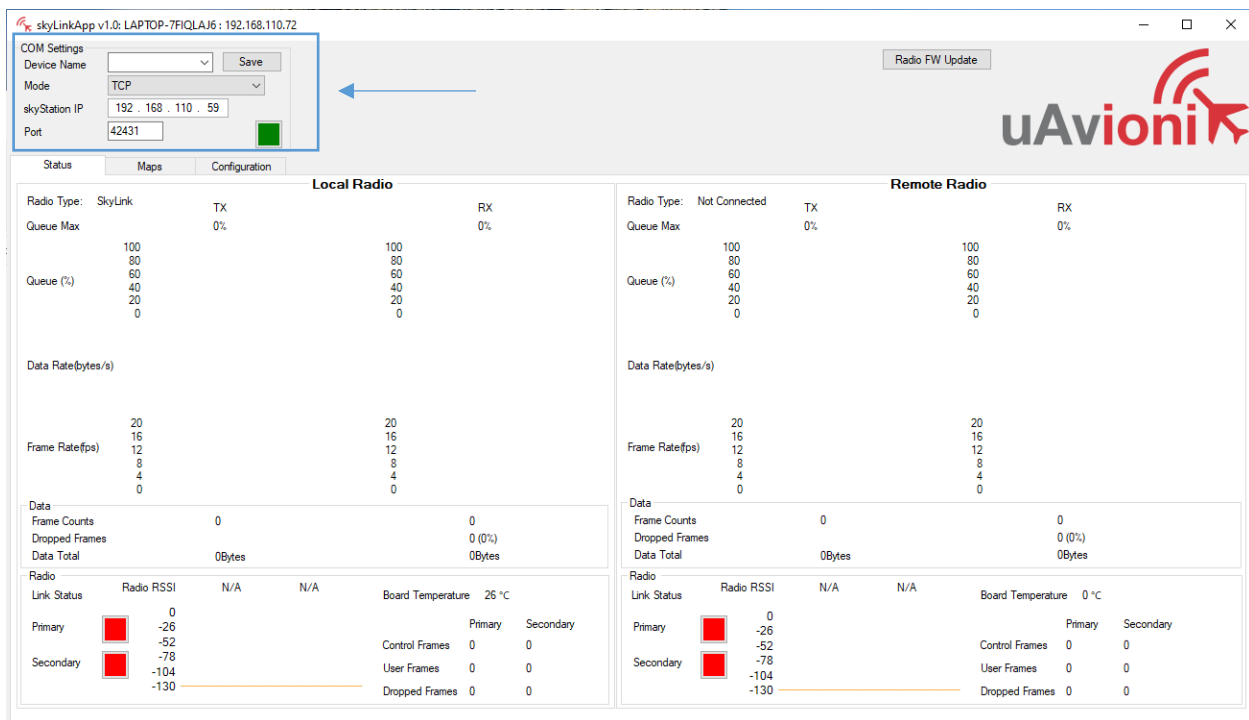 skyLinkApp v1.0: LAPTOP-7FIQLAJ6 : 192.168.110.72
COM Settings
Device Name Save
Mode TCP
skyStation IP 192 . 168 . 110 . 59
Port 42431
Radio FW Update
uAvionix
Status Maps Configuration
Local Radio
Radio Type: SkyLink TX RX
Queue Max 0% 0%
Queue (%)
100 100
80 80
60 60
40 40
20 20
0 0
Data Rate(bytes/s)
Frame Rate(fps)
20 20
16 16
12 12
8 8
4 4
0 0
Data
Frame Counts 0 0
Dropped Frames 0 (0%)
Data Total 0Bytes 0Bytes
Radio
Link Status Radio RSSI N/A N/A Board Temperature 26 °C
0
Primary -26 Primary Secondary
-52 Control Frames 0 0
Secondary -78 User Frames 0 0
-104
-130 Dropped Frames 0 0
Remote Radio
Radio Type: Not Connected TX RX
Queue Max 0% 0%
Queue (%)
100 100
80 80
60 60
40 40
20 20
0 0
Data Rate(bytes/s)
Frame Rate(fps)
20 20
16 16
12 12
8 8
4 4
0 0
Data
Frame Counts 0 0
Dropped Frames 0 (0%)
Data Total 0Bytes 0Bytes
Radio
Link Status Radio RSSI N/A N/A Board Temperature 0 °C
0
Primary -26 Primary Secondary
-52 Control Frames 0 0
Secondary -78 User Frames 0 0
-104
-130 Dropped Frames 0 0